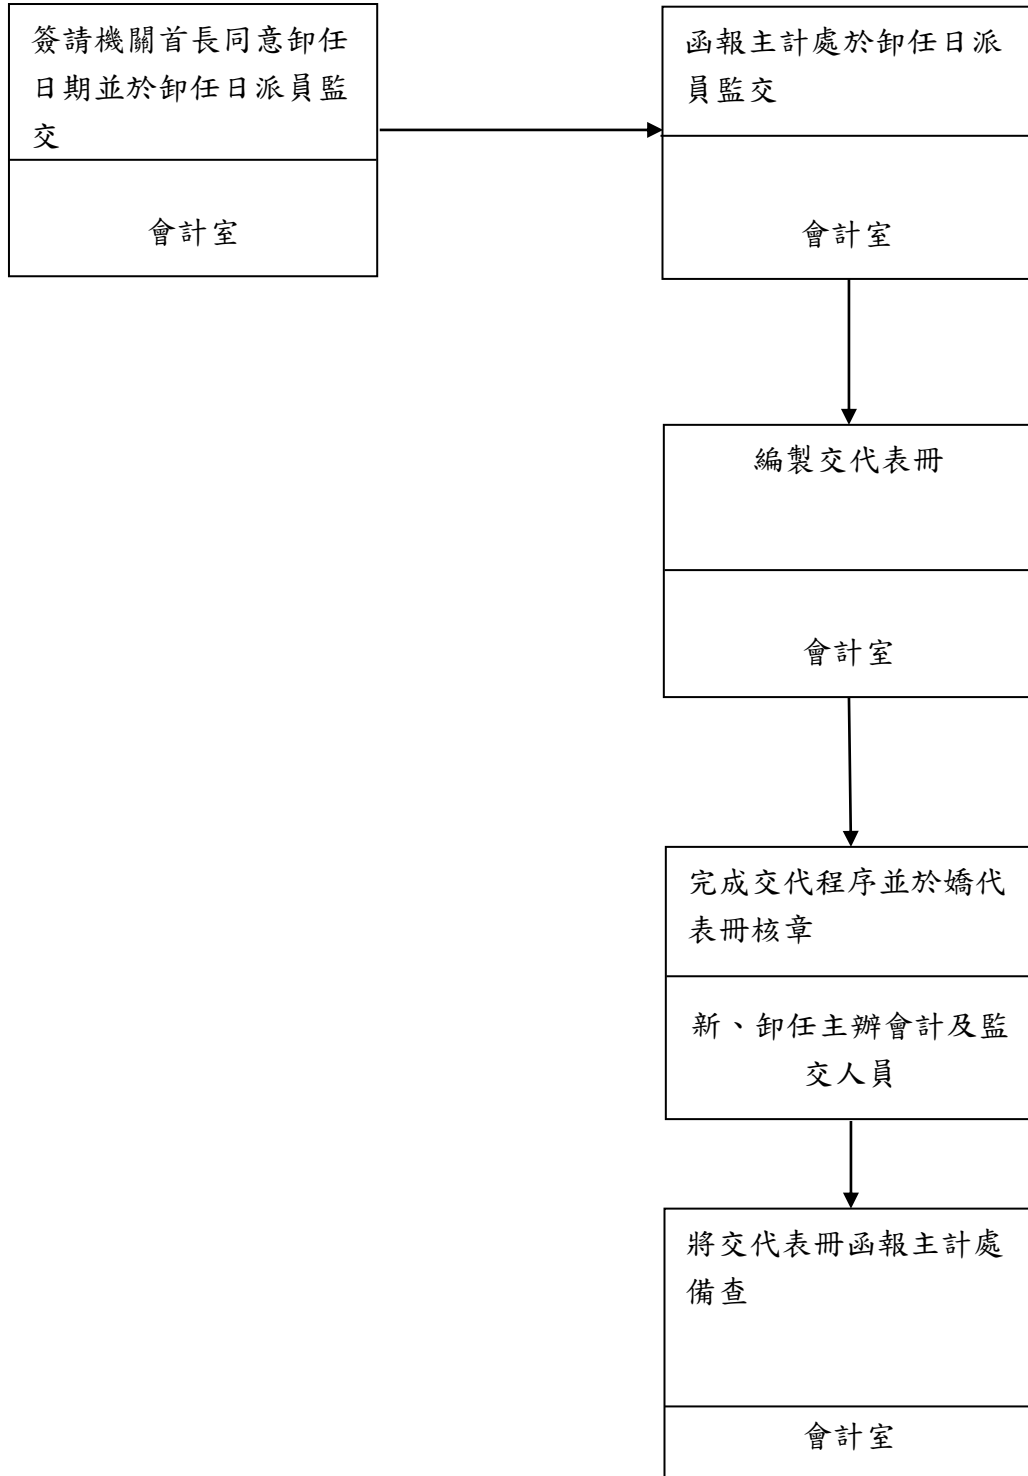 簽請機關首長同意卸任
日期並於卸任日派員監
交
會計室
函報主計處於卸任日派
員監交
會計室
編製交代表冊
會計室
完成交代程序並於嬌代
表冊核章
新、卸任主辦會計及監
交人員
將交代表冊函報主計處
備查
會計室